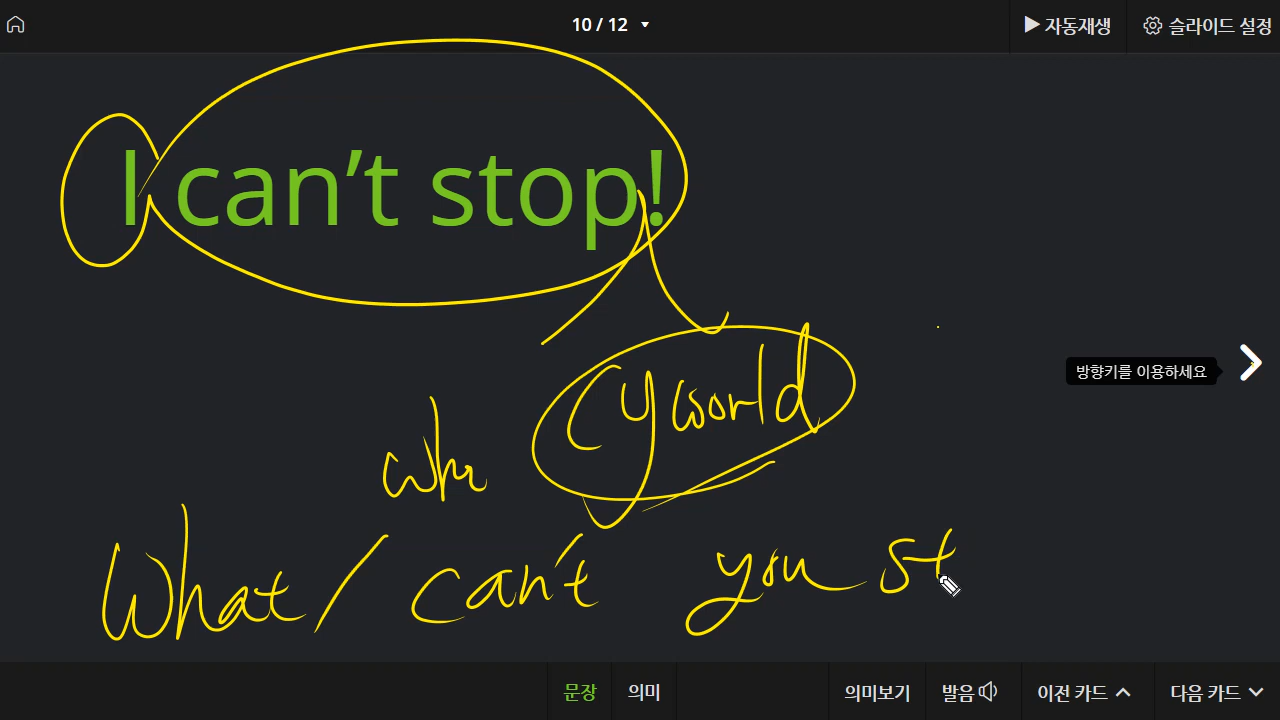 10 / 12
자동재생
슬라이드 설정
I can't stop!
방향키를 이용하세요
cyworld
wh
What / can't you st
문장
의미
의미보기
발음
이전 카드
다음 카드